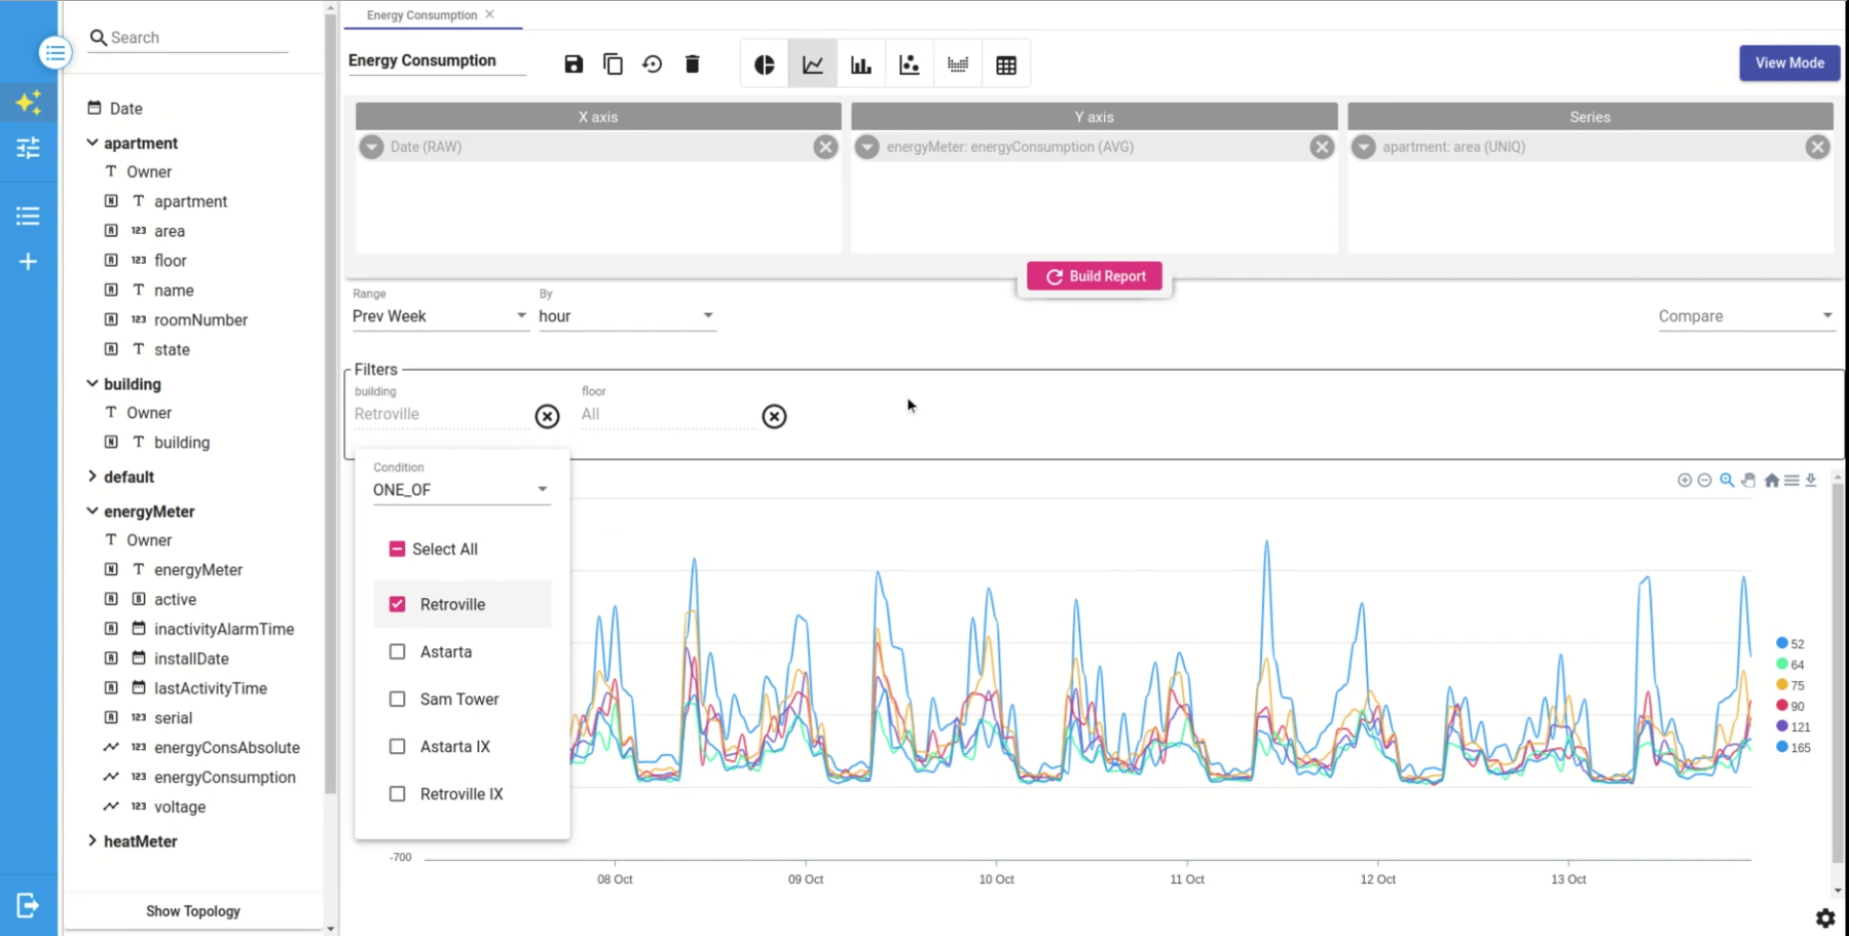 Search
Date
apartment
T Owner
N T apartment
A 123 area
A 123 floor
A T name
A 123 roomNumber
A T state
building
T Owner
N T building
default
energyMeter
T Owner
N T energyMeter
A B active
A inactivityAlarmTime
A installDate
A lastActivityTime
A 123 serial
123 energyConsAbsolute
123 energyConsumption
123 voltage
heatMeter
Show Topology
Energy Consumption
Energy Consumption
View Mode
X axis
Date (RAW)
Y axis
energyMeter: energyConsumption (AVG)
Series
apartment: area (UNIQ)
Build Report
Range
Prev Week
By
hour
Compare
Filters
building
Retroville
floor
All
Condition
ONE_OF
Select All
Retroville
Astarta
Sam Tower
Astarta IX
Retroville IX
-700
08 Oct 09 Oct 10 Oct 11 Oct 12 Oct 13 Oct
52
64
75
90
121
165